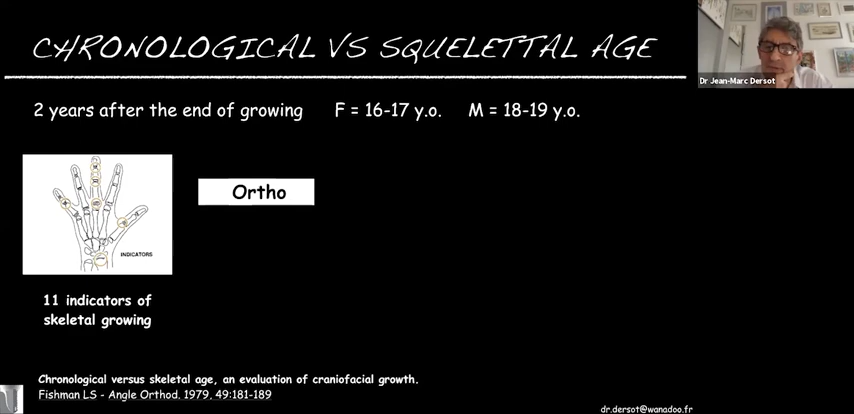 CHRONOLOGICAL VS SQUELETTAL AGE
Dr Jean-Marc Dersot
2 years after the end of growing F = 16-17 y.o. M = 18-19 y.o.
Ortho
INDICATORS
11 indicators of
skeletal growing
Chronological versus skeletal age, an evaluation of craniofacial growth.
Fishman LS - Angle Orthod. 1979, 49:181-189
dr.dersot@wanadoo.fr